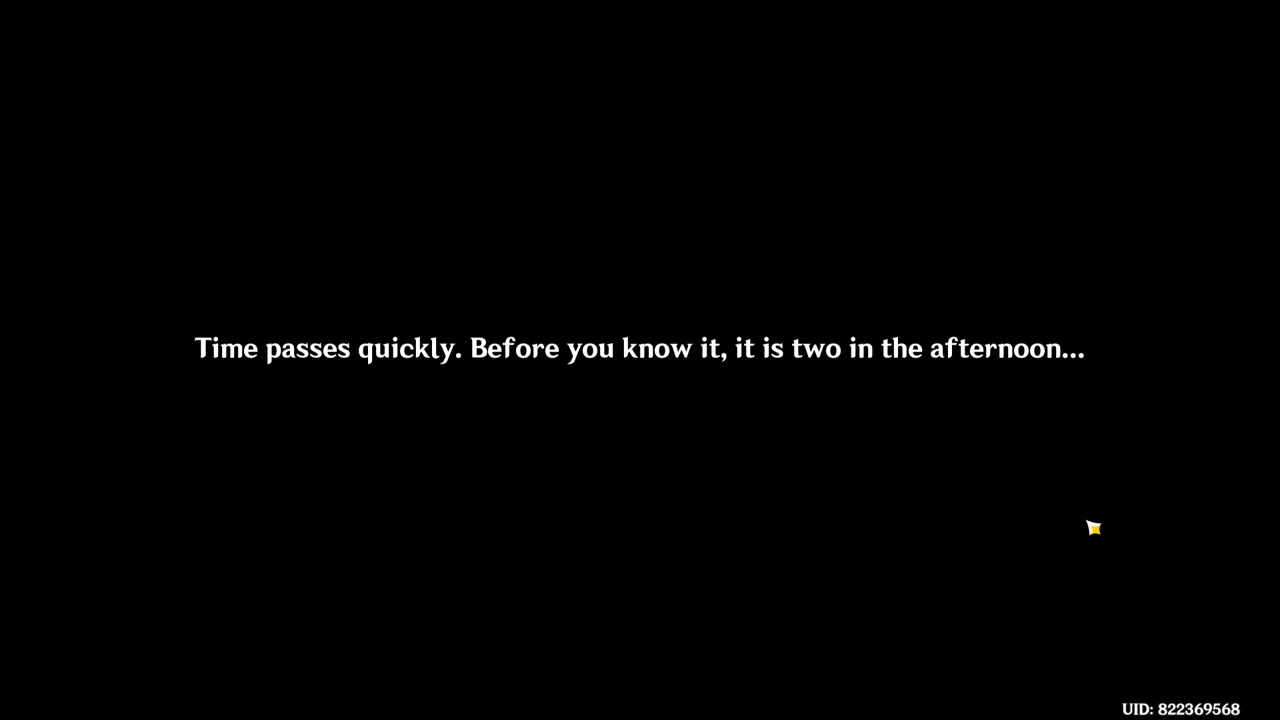 Time passes quickly. Before you know it, it is two in the afternoon...
UID: 822369568